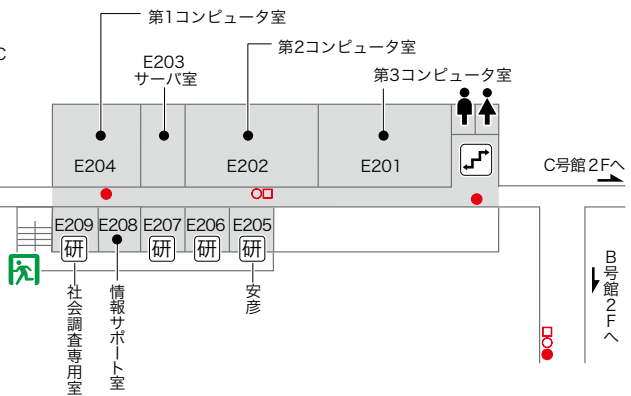 第1コンピュータ室
C
第2コンピュータ室
E203
サーバ室
第3コンピュータ室
E204
E202
E201
C号館2Fへ
E209
E208
E207
E206
E205
研
研
研
研
B号館2Fへ
社会調査専用室
情報サポート室
安彦